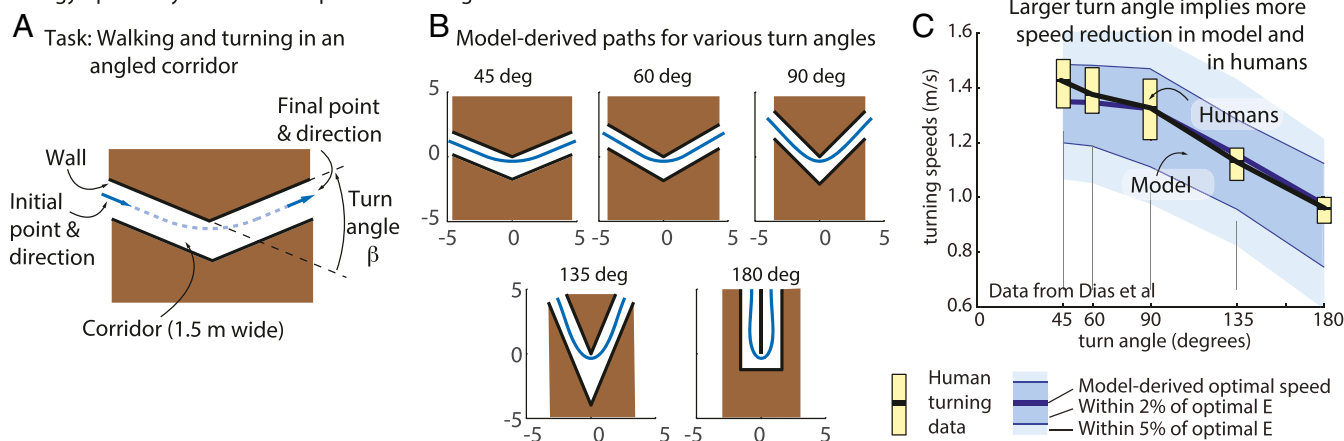 A
Task: Walking and turning in an
angled corridor
Final point
& direction
Wall
Initial
point &
direction
Turn
angle
β
Corridor (1.5 m wide)
B
Model-derived paths for various turn angles
45 deg
60 deg
90 deg
5
0
-5
-5
0
5
-5
0
5
-5
0
5
135 deg
180 deg
5
0
-5
-5
0
5
-5
0
5
C
Larger turn angle implies more
speed reduction in model and
in humans
turning speeds (m/s)
1.6
1.4
1.2
1.0
0.8
0.6
Humans
Model
Data from Dias et al
0
45
60
90
135
180
turn angle (degrees)
Human
turning
data
Model-derived optimal speed
Within 2% of optimal E
Within 5% of optimal E